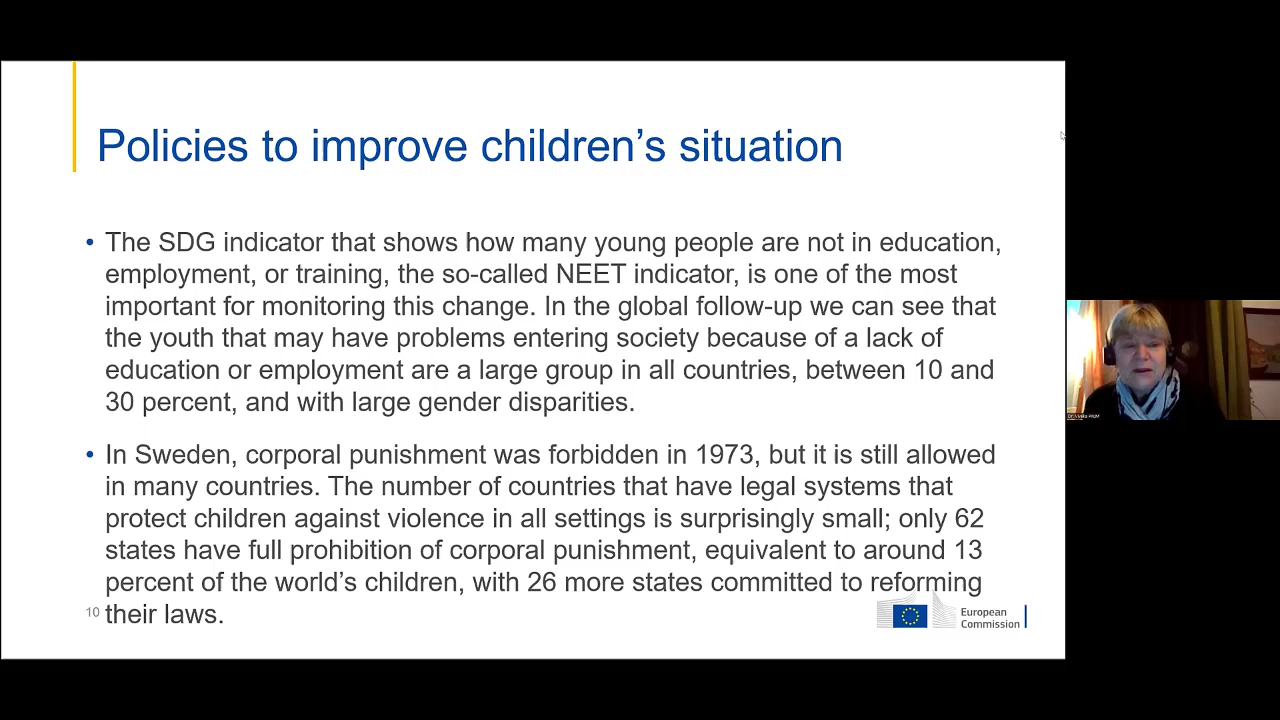 Policies to improve children’s situation
• The SDG indicator that shows how many young people are not in education,
employment, or training, the so-called NEET indicator, is one of the most
important for monitoring this change. In the global follow-up we can see that
the youth that may have problems entering society because of a lack of
education or employment are a large group in all countries, between 10 and
30 percent, and with large gender disparities.
• In Sweden, corporal punishment was forbidden in 1973, but it is still allowed
in many countries. The number of countries that have legal systems that
protect children against violence in all settings is surprisingly small; only 62
states have full prohibition of corporal punishment, equivalent to around 13
percent of the world’s children, with 26 more states committed to reforming
their laws.
10
European
Commission